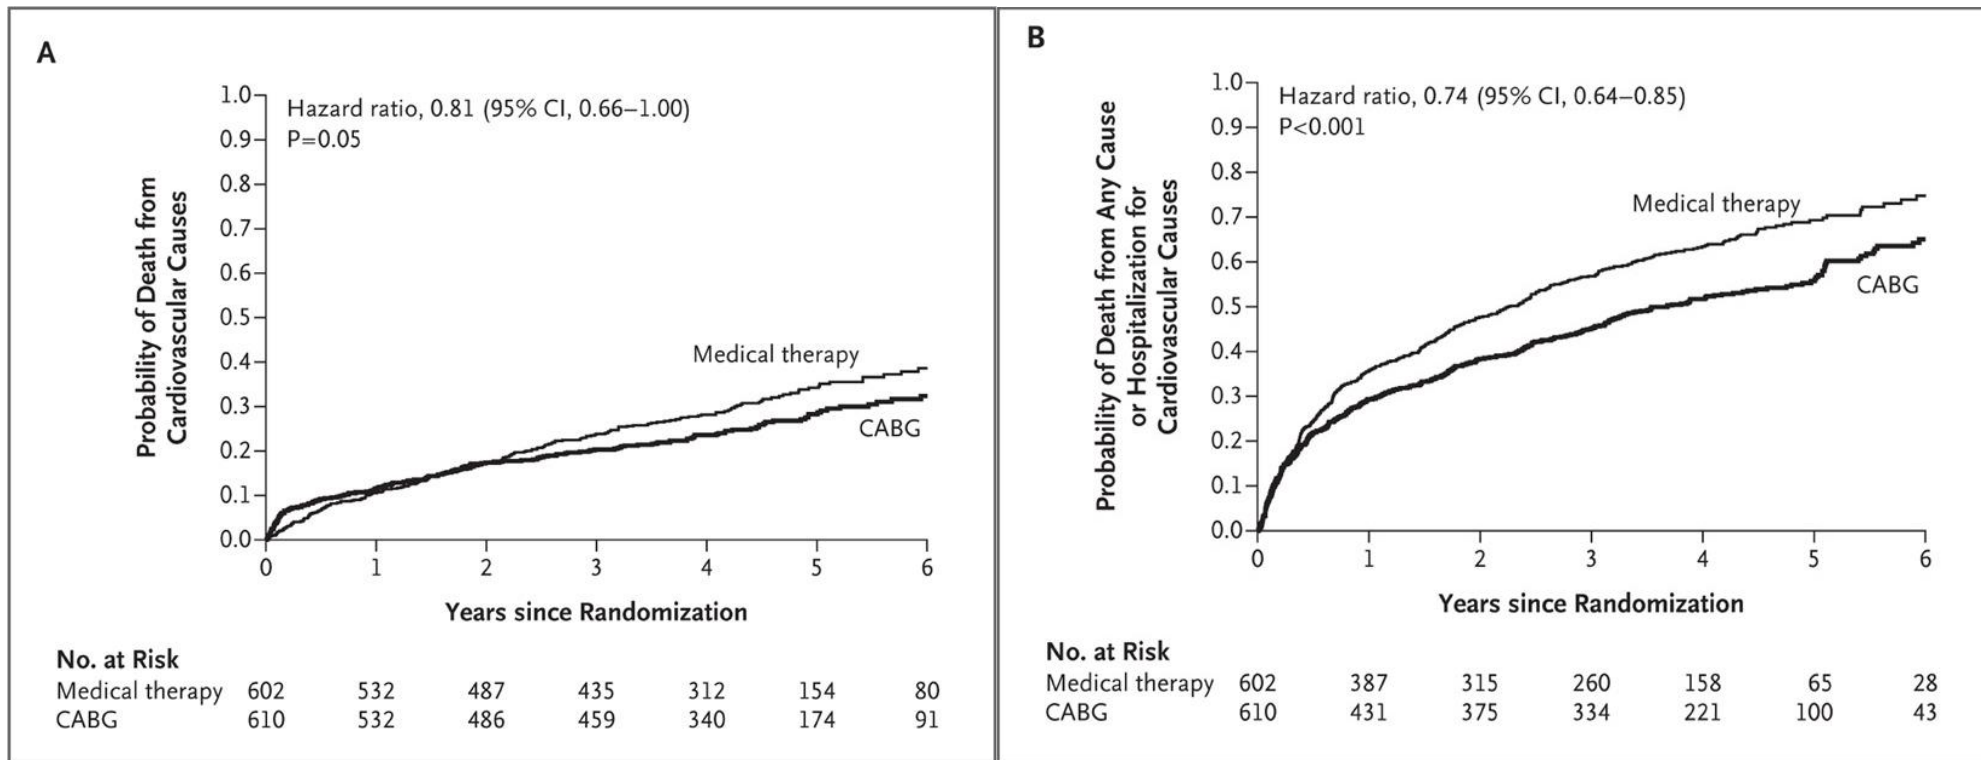 A
Probability of Death from
Cardiovascular Causes
1.0
0.9
0.8
0.7
0.6
0.5
0.4
0.3
0.2
0.1
0.0
Hazard ratio, 0.81 (95% CI, 0.66–1.00)
P=0.05
Medical therapy
CABG
0 1 2 3 4 5 6
Years since Randomization
No. at Risk
Medical therapy 602 532 487 435 312 154 80
CABG 610 532 486 459 340 174 91
B
Probability of Death from Any Cause
or Hospitalization for
Cardiovascular Causes
1.0
0.9
0.8
0.7
0.6
0.5
0.4
0.3
0.2
0.1
0.0
Hazard ratio, 0.74 (95% CI, 0.64–0.85)
P<0.001
Medical therapy
CABG
0 1 2 3 4 5 6
Years since Randomization
No. at Risk
Medical therapy 602 387 315 260 158 65 28
CABG 610 431 375 334 221 100 43